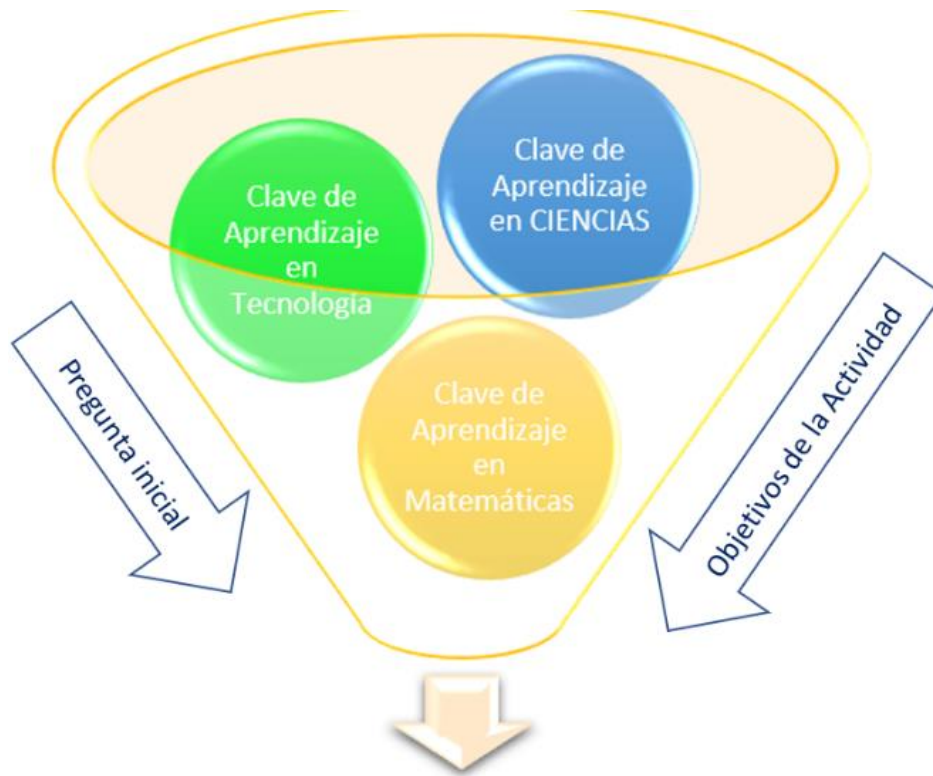 Clave de
Aprendizaje
en CIENCIAS
Clave de
Aprendizaje
en
Tecnología
Clave de
Aprendizaje
en
Matemáticas
Pregunta inicial
Objetivos de la Actividad